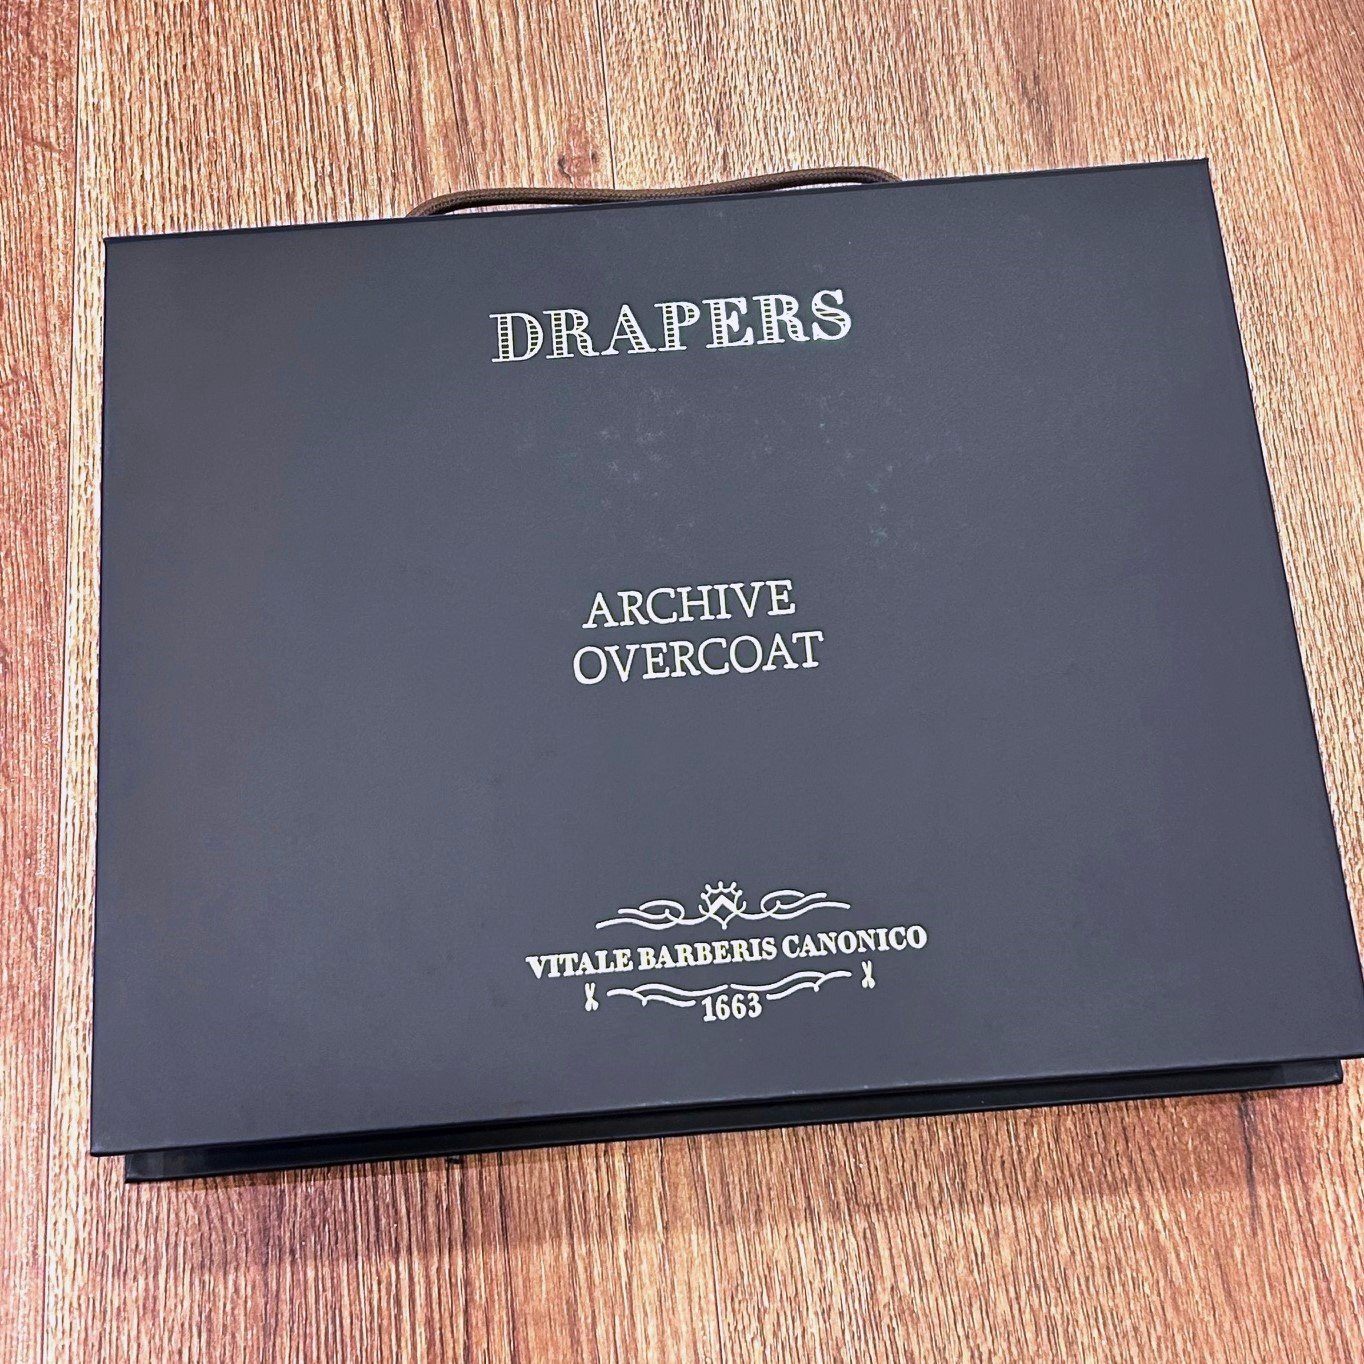 DRAPERS
ARCHIVE
OVERCOAT
VITALE BARBERIS CANONICO
1663